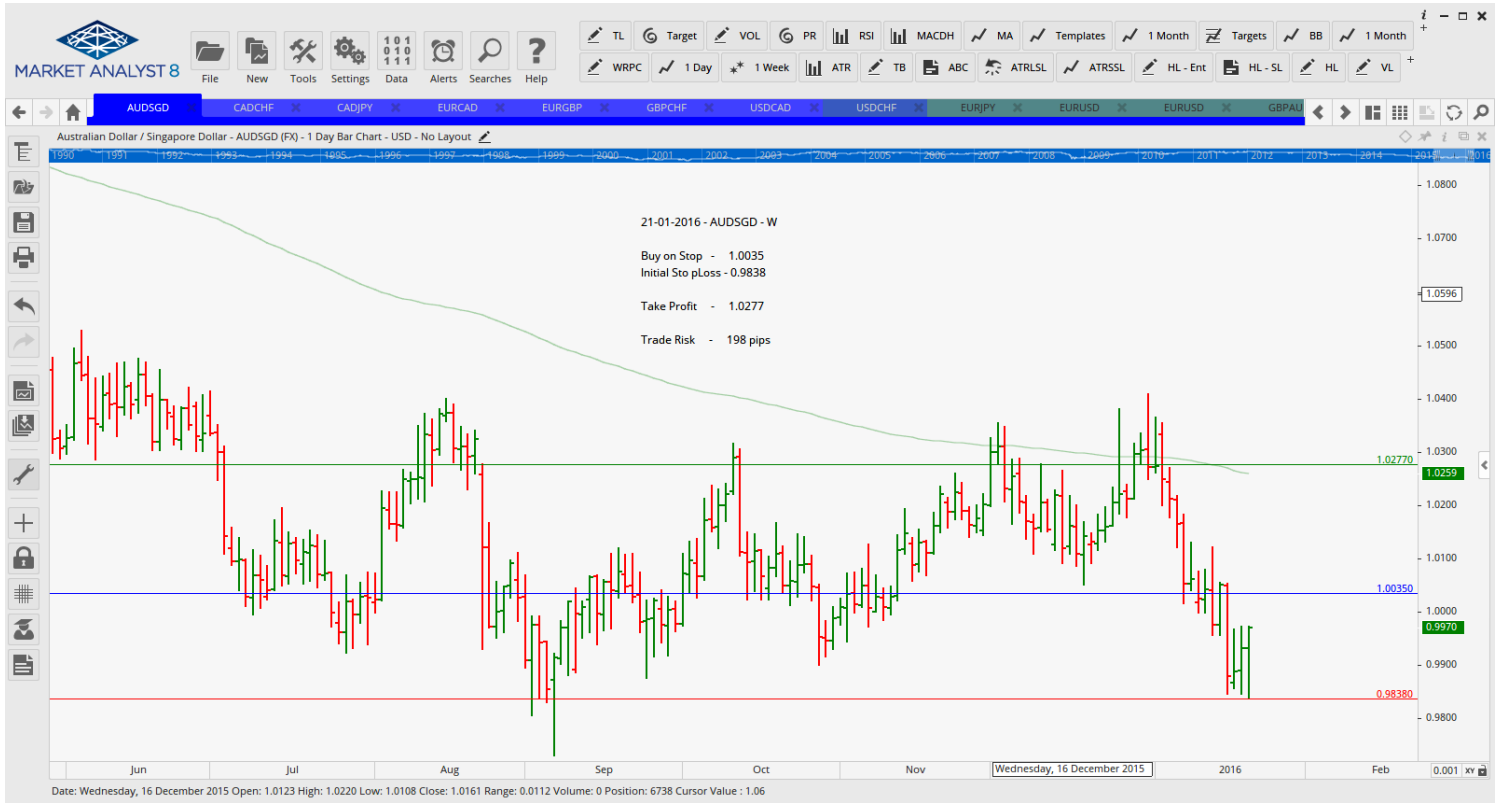 MARKET ANALYST 8
File New Tools Settings Data Alerts Searches Help
101
010
111
TL Target VOL PR RSI MACDH MA Templates 1 Month Targets BB 1 Month
WRPC 1 Day 1 Week ATR TB ABC ATRLSL ATRSSL HL - Ent HL - SL HL VL
AUDSGD CADCHF CADJPY EURCAD EURGBP GBPCHF USDCAD USDCHF EURJPY EURUSD EURUSD GBPAU
Australian Dollar / Singapore Dollar - AUDSGD (FX) - 1 Day Bar Chart - USD - No Layout
1990 1991 1992 1993 1994 1995 1996 1997 1998 1999 2000 2001 2002 2003 2004 2005 2006 2007 2008 2009 2010 2011 2012 2013 2014 2015 2016
21-01-2016 - AUDSGD - W
Buy on Stop - 1.0035
Initial Sto pLoss - 0.9838
Take Profit - 1.0277
Trade Risk - 198 pips
1.0800
1.0700
1.0596
1.0500
1.0400
1.0300
1.02770
1.0259
1.0200
1.0100
1.00350
1.0000
0.9970
0.9900
0.98380
0.9800
Jun Jul Aug Sep Oct Nov Wednesday, 16 December 2015 2016 Feb 0.001 XY
Date: Wednesday, 16 December 2015 Open: 1.0123 High: 1.0220 Low: 1.0108 Close: 1.0161 Range: 0.0112 Volume: 0 Position: 6738 Cursor Value : 1.06